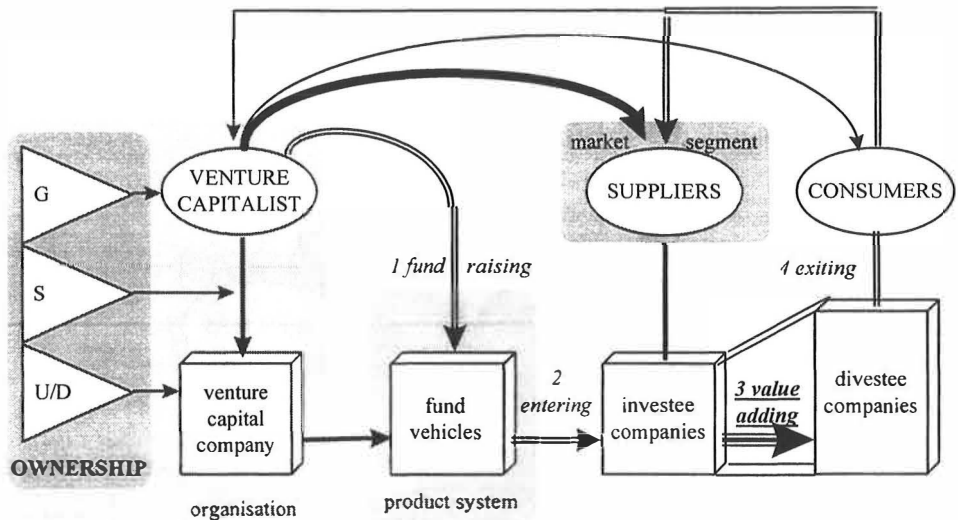 market segment
G
VENTURE
CAPITALIST
SUPPLIERS
CONSUMERS
1 fund raising
4 exiting
S
U/D
venture
capital
company
fund
vehicles
2
entering
investee
companies
3 value
adding
divestee
companies
OWNERSHIP
organisation
product system